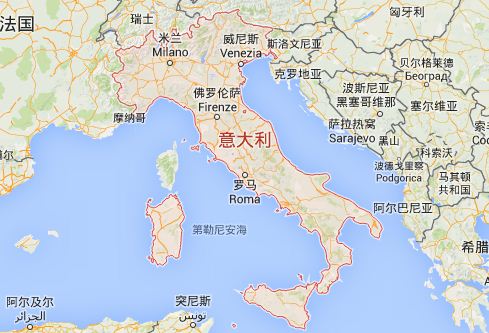 瑞士
匈牙利
法国
米兰
Milano
威尼斯
Venezia
斯洛文尼亚
克罗地亚
贝尔格莱德
Београд
佛罗伦萨
Firenze
波斯尼亚
黑塞哥维那
塞尔维亚
摩纳哥
萨拉热窝
Sarajevo
意大利
黑山
科索沃
波德戈里察
Podgorica
马其顿
共和国
罗马
Roma
阿尔巴尼亚
第勒尼安海
希腊
阿尔及尔
الجزائر
突尼斯
تونس